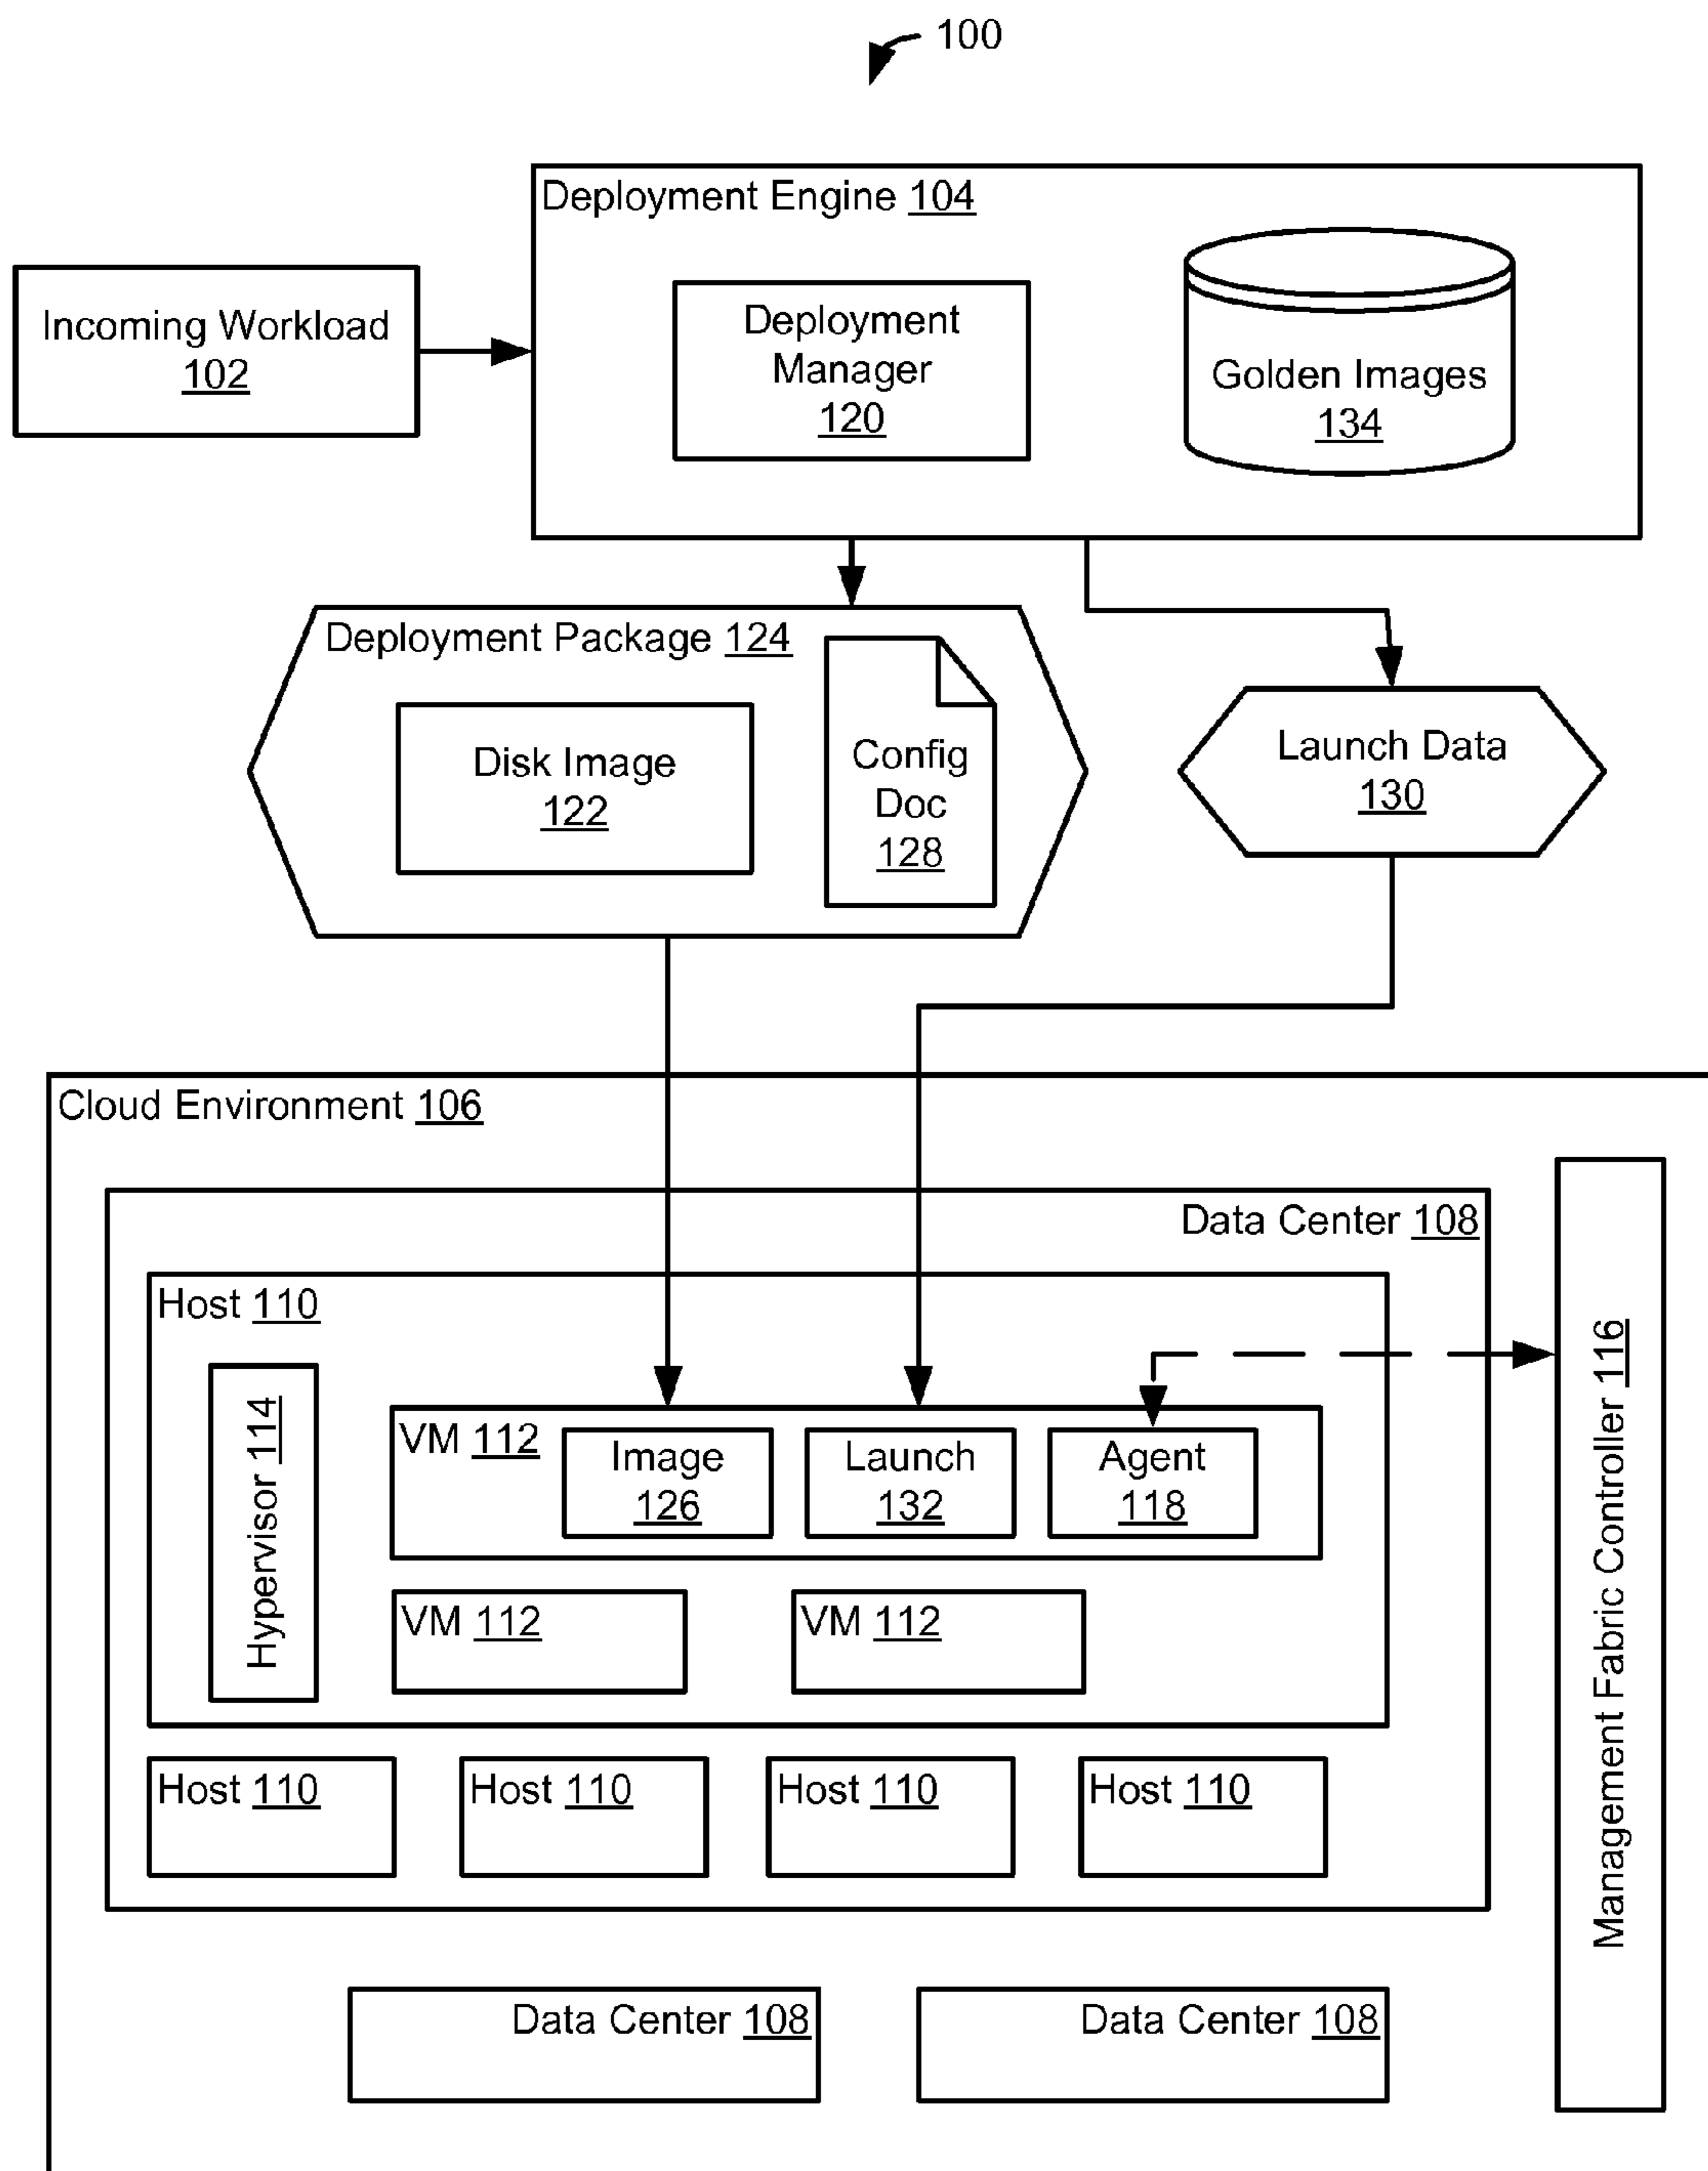 100
Deployment Engine 104
Incoming Workload
102
Deployment
Manager
120
Golden Images
134
Deployment Package 124
Disk Image
122
Config
Doc
128
Launch Data
130
Cloud Environment 106
Data Center 108
Host 110
Hypervisor 114
VM 112
Image
126
Launch
132
Agent
118
VM 112
VM 112
Host 110
Host 110
Host 110
Host 110
Management Fabric Controller 116
Data Center 108
Data Center 108